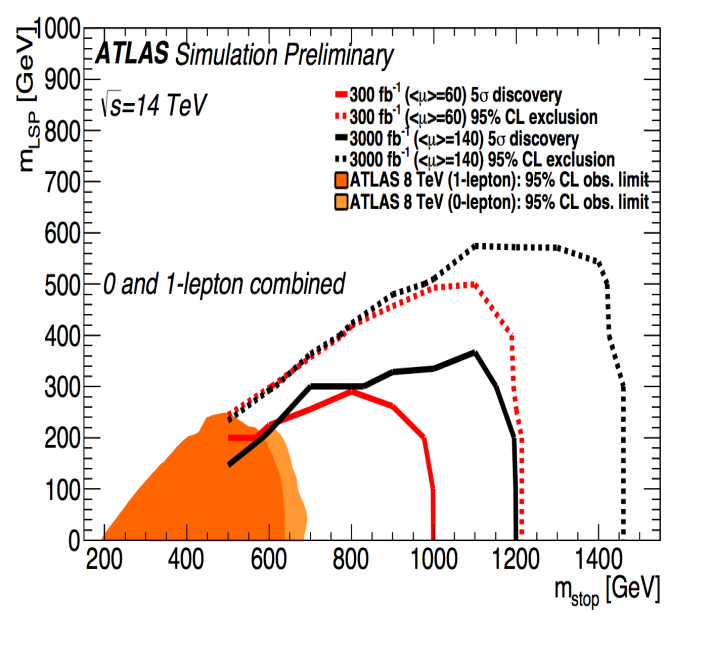 ATLAS Simulation Preliminary
√s=14 TeV
300 fb⁻¹ (<μ>=60) 5σ discovery
300 fb⁻¹ (<μ>=60) 95% CL exclusion
3000 fb⁻¹ (<μ>=140) 5σ discovery
3000 fb⁻¹ (<μ>=140) 95% CL exclusion
ATLAS 8 TeV (1-lepton): 95% CL obs. limit
ATLAS 8 TeV (0-lepton): 95% CL obs. limit
0 and 1-lepton combined
m_LSP [GeV]
1000
900
800
700
600
500
400
300
200
100
0
200 400 600 800 1000 1200 1400
m_stop [GeV]